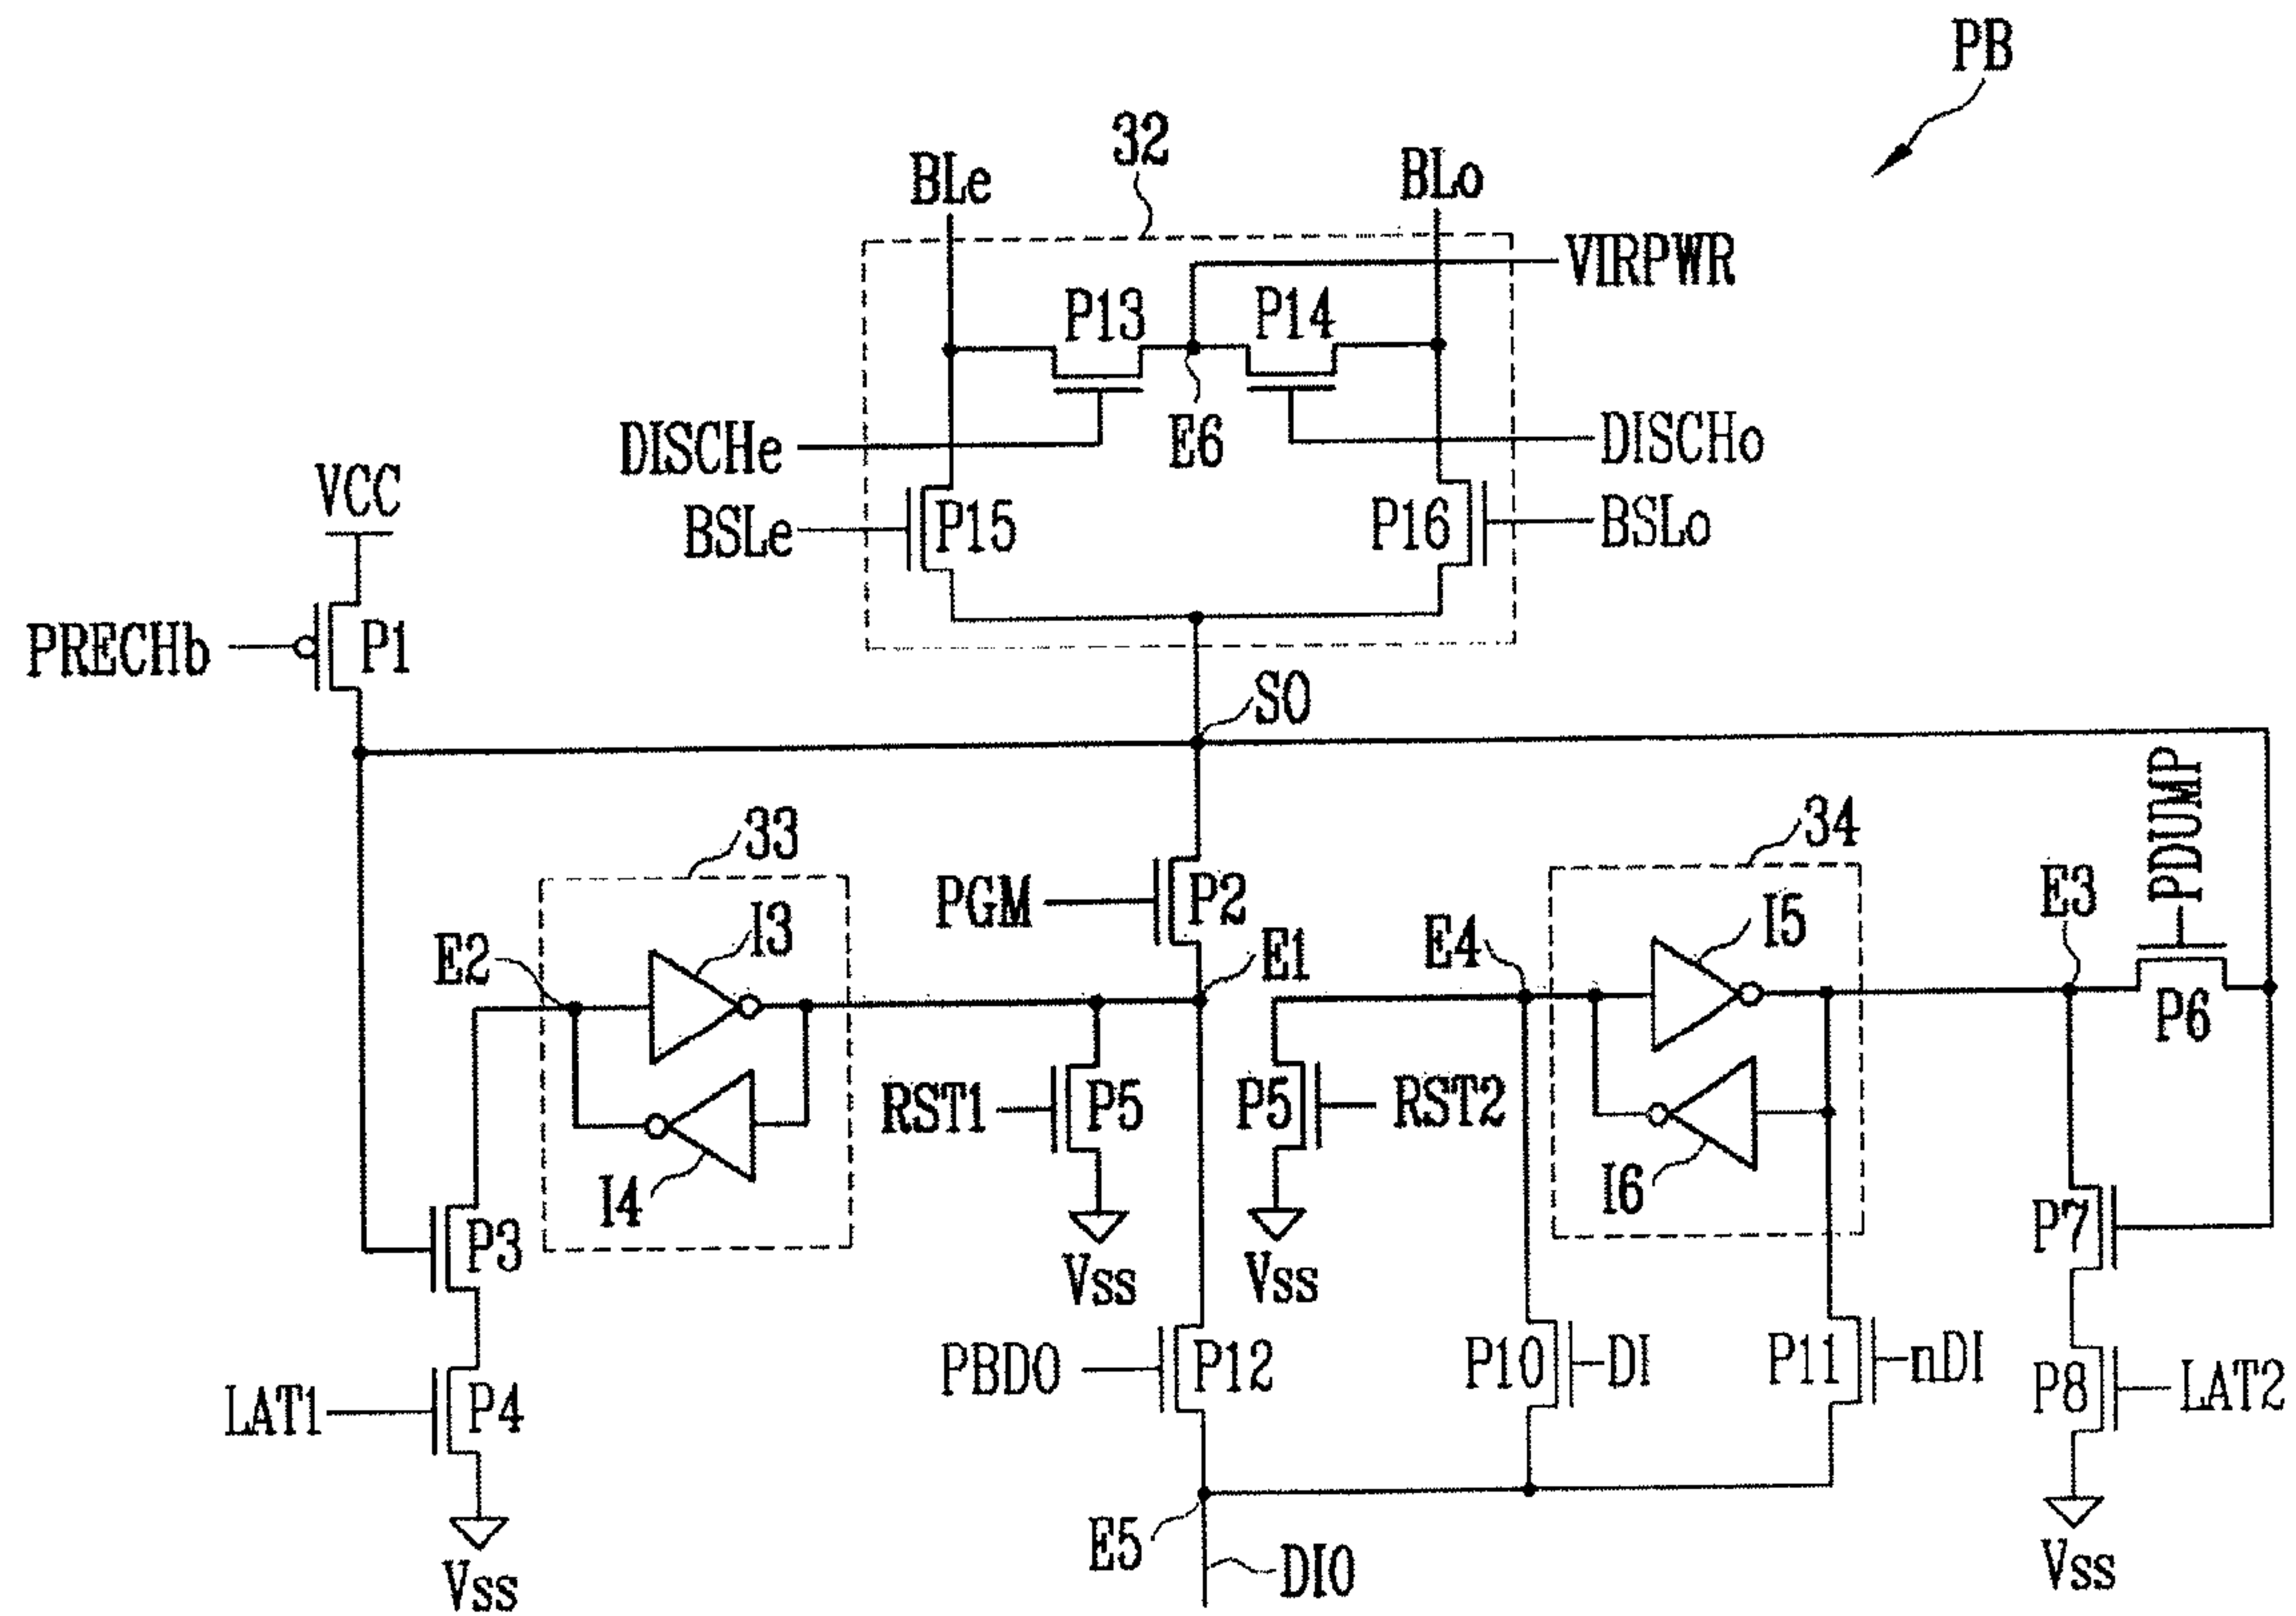 PB
32
BLe
BLo
VIRPWR
P13
P14
DISCHe
E6
DISCHo
VCC
BSLe
P15
P16
BSLo
PRECHb
P1
SO
PDUMP
33
34
PGM
P2
I3
E2
E1
E4
I5
E3
P6
RST1
P5
P5
RST2
I4
I6
P3
P7
Vss
Vss
LAT1
P4
PBDO
P12
P10
DI
P11
nDI
P8
LAT2
E5
DIO
Vss
Vss